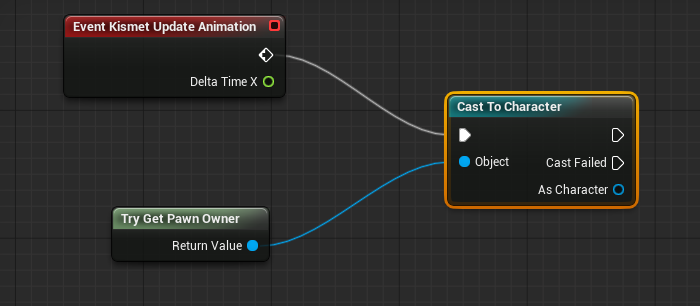 Event Kismet Update Animation
Delta Time X
Cast To Character
Object
Cast Failed
As Character
Try Get Pawn Owner
Return Value